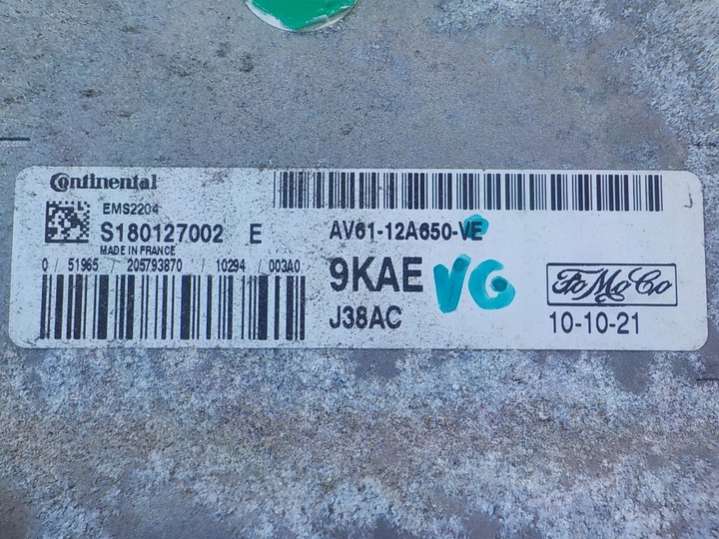 Continental
EMS2204
S180127002 E
MADE IN FRANCE
0 / 51965 / 205793870 / 10294 / 003A0
AV61-12A650-VE
9KAE VG
J38AC
FoMoCo
10-10-21
J